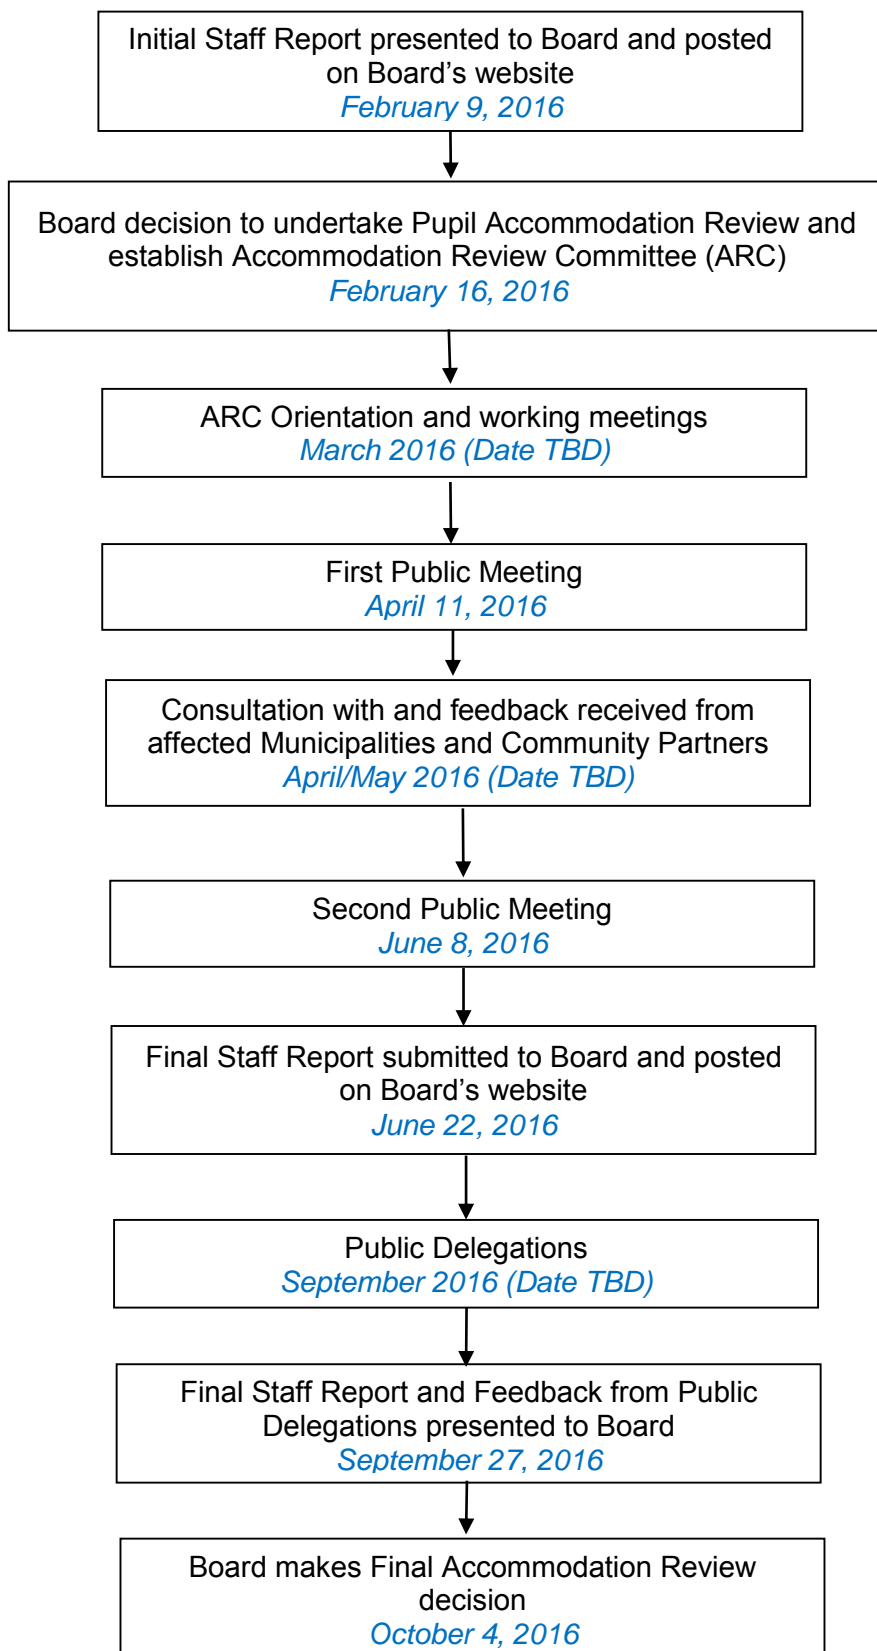 Initial Staff Report presented to Board and posted
on Board’s website
February 9, 2016
Board decision to undertake Pupil Accommodation Review and
establish Accommodation Review Committee (ARC)
February 16, 2016
ARC Orientation and working meetings
March 2016 (Date TBD)
First Public Meeting
April 11, 2016
Consultation with and feedback received from
affected Municipalities and Community Partners
April/May 2016 (Date TBD)
Second Public Meeting
June 8, 2016
Final Staff Report submitted to Board and posted
on Board’s website
June 22, 2016
Public Delegations
September 2016 (Date TBD)
Final Staff Report and Feedback from Public
Delegations presented to Board
September 27, 2016
Board makes Final Accommodation Review
decision
October 4, 2016